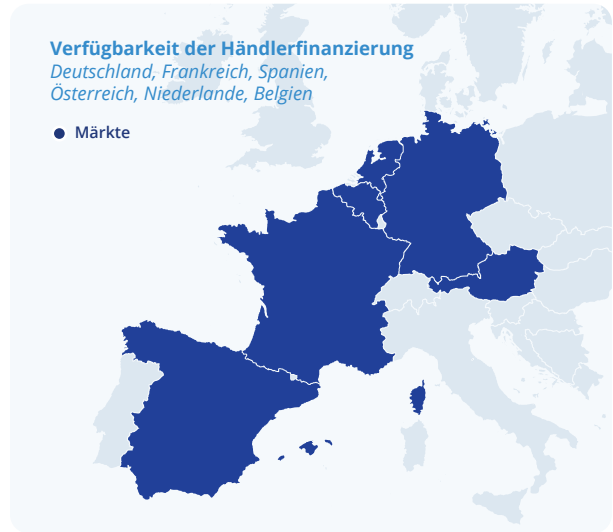 Verfügbarkeit der Händlerfinanzierung
Deutschland, Frankreich, Spanien,
Österreich, Niederlande, Belgien
Märkte